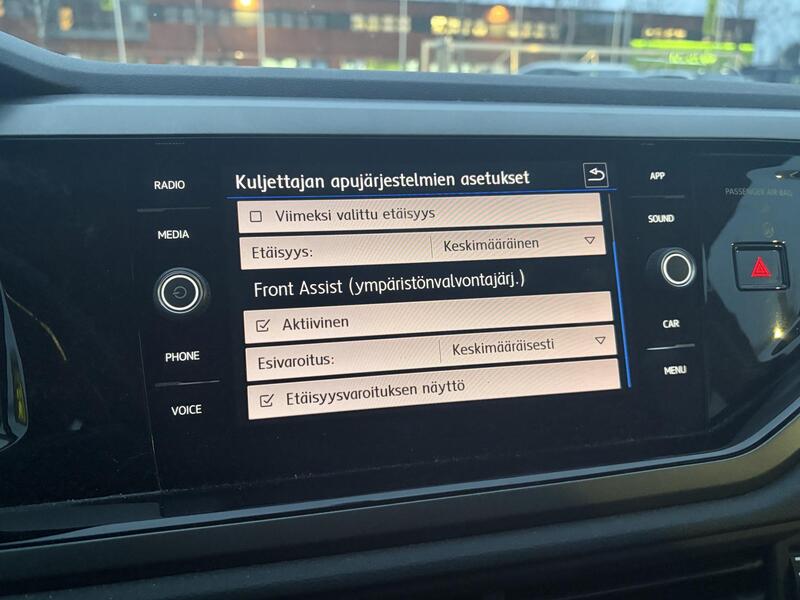 RADIO
MEDIA
PHONE
VOICE
Kuljettajan apujärjestelmien asetukset
Viimeksi valittu etäisyys
Etäisyys: Keskimääräinen
Front Assist (ympäristönvalvontajärj.)
Aktiivinen
Esivaroitus: Keskimääräisesti
Etäisyysvaroituksen näyttö
APP
SOUND
CAR
MENU
PASSENGER AIR BAG